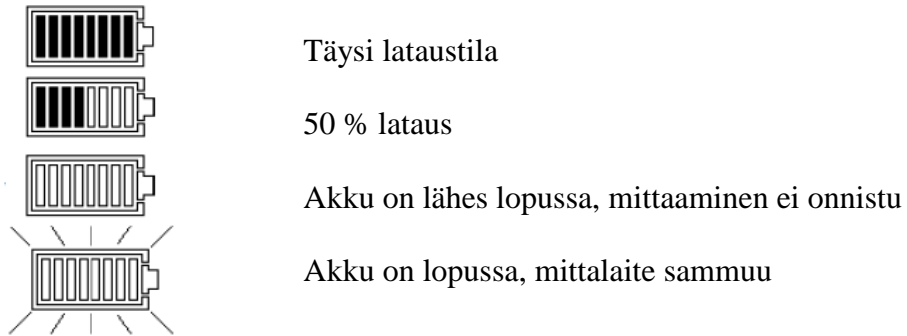 Täysi lataustila
50 % lataus
Akku on lähes lopussa, mittaaminen ei onnistu
Akku on lopussa, mittalaite sammuu